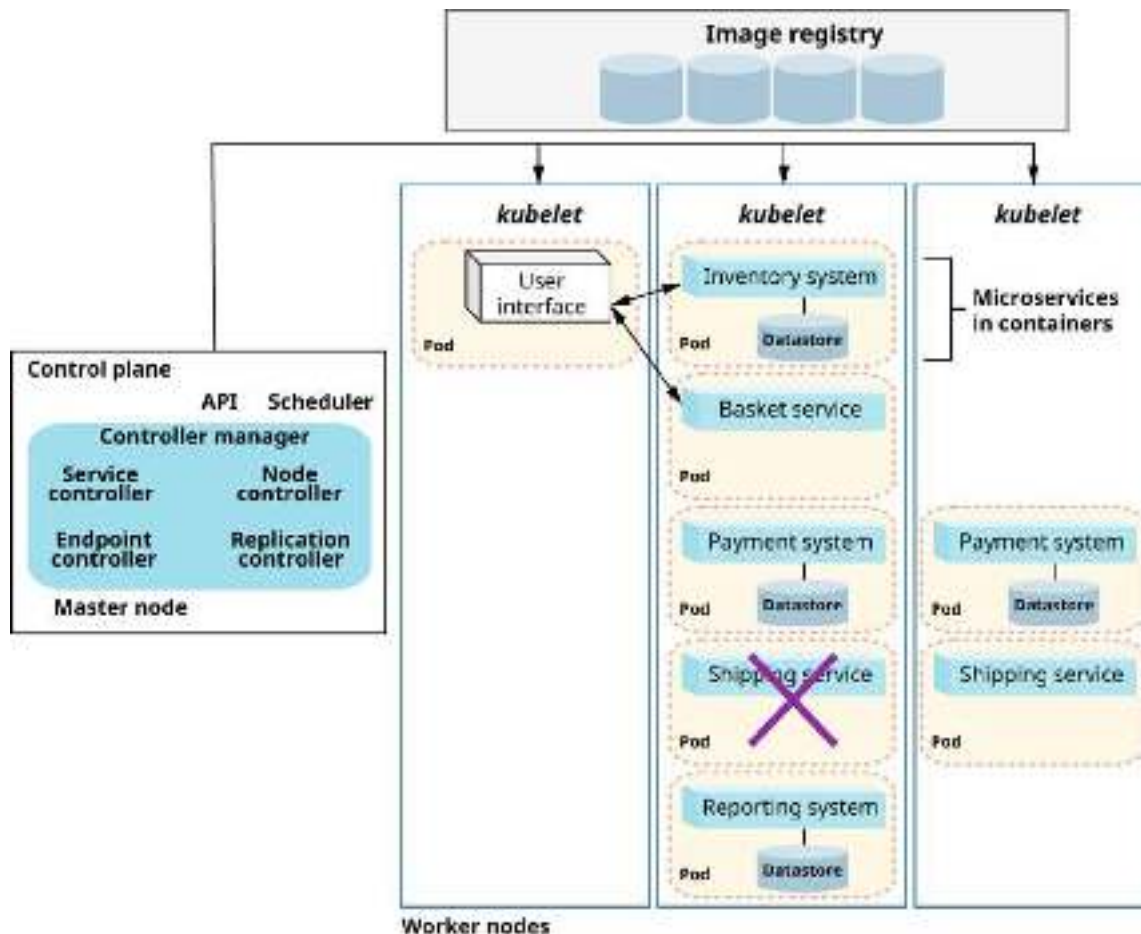 Image registry
kubelet
kubelet
kubelet
User
interface
Pod
Inventory system
Datastore
Pod
Microservices
in containers
Basket service
Pod
Control plane
API Scheduler
Controller manager
Service
controller
Node
controller
Endpoint
controller
Replication
controller
Master node
Payment system
Datastore
Pod
Payment system
Datastore
Pod
Shipping service
Pod
Shipping service
Pod
Reporting system
Datastore
Pod
Worker nodes